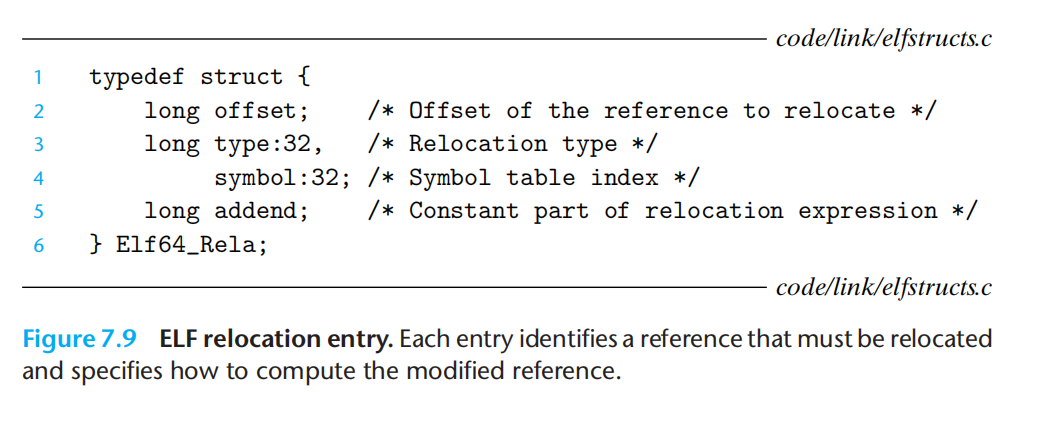 code/link/elfstructs.c
1 typedef struct {
2 long offset; /* Offset of the reference to relocate */
3 long type:32, /* Relocation type */
4 symbol:32; /* Symbol table index */
5 long addend; /* Constant part of relocation expression */
6 } Elf64_Rela;
code/link/elfstructs.c
Figure 7.9 ELF relocation entry. Each entry identifies a reference that must be relocated
and specifies how to compute the modified reference.